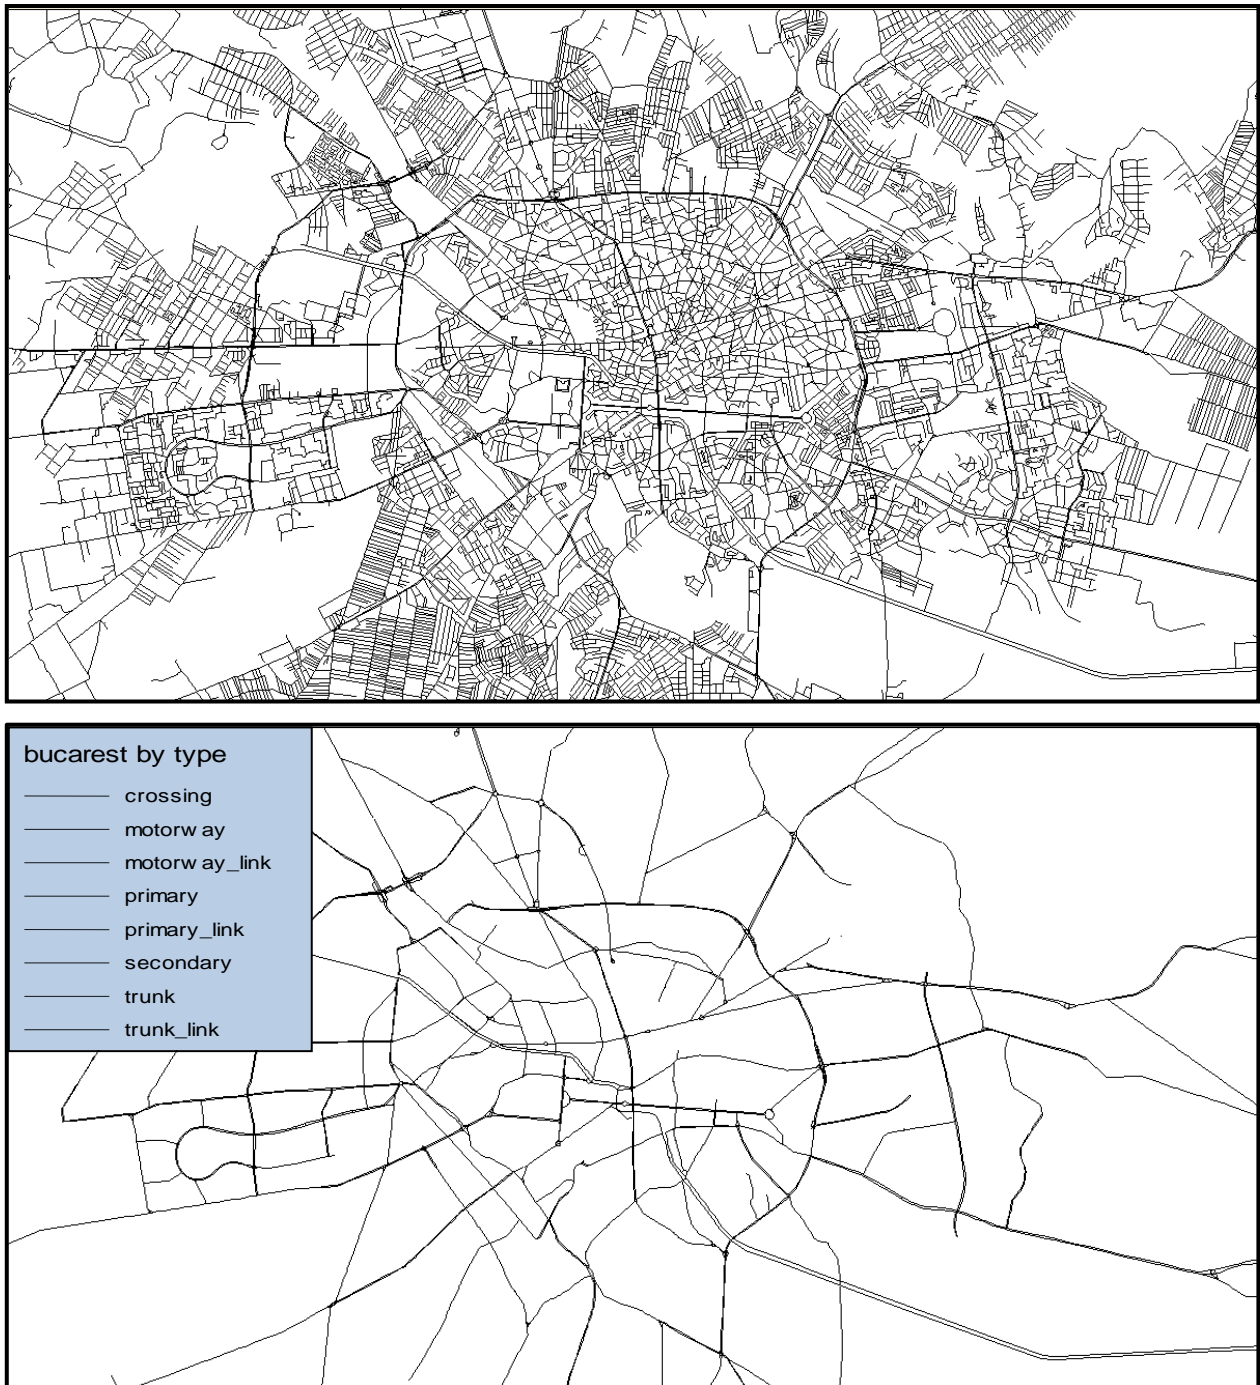 bucarest by type
crossing
motorw ay
motorw ay_link
primary
primary_link
secondary
trunk
trunk_link